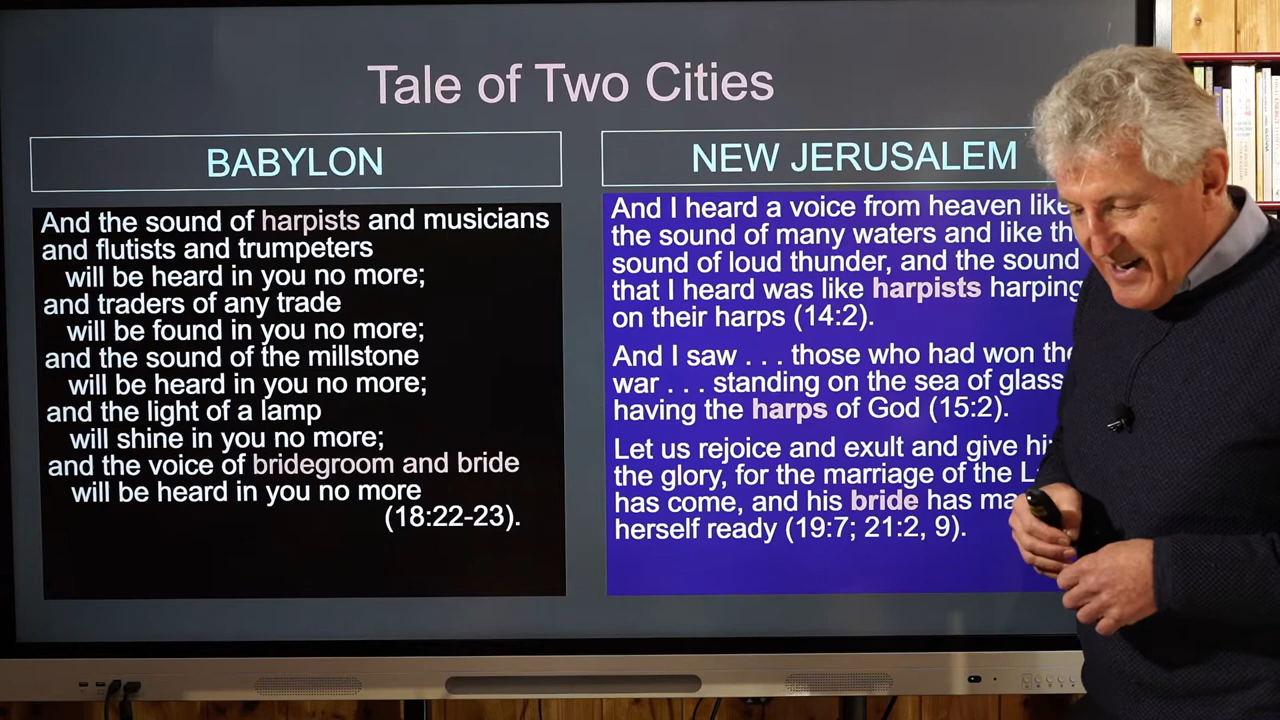 Tale of Two Cities
BABYLON
And the sound of harpists and musicians
and flutists and trumpeters
will be heard in you no more;
and traders of any trade
will be found in you no more;
and the sound of the millstone
will be heard in you no more;
and the light of a lamp
will shine in you no more;
and the voice of bridegroom and bride
will be heard in you no more
(18:22-23).
NEW JERUSALEM
And I heard a voice from heaven like
the sound of many waters and like
sound of loud thunder, and the sound
that I heard was like harpists harping
on their harps (14:2).
And I saw . . . those who had won the
war . . . standing on the sea of glass
having the harps of God (15:2).
Let us rejoice and exult and give
the glory, for the marriage of the
has come, and his bride has
herself ready (19:7; 21:2, 9).